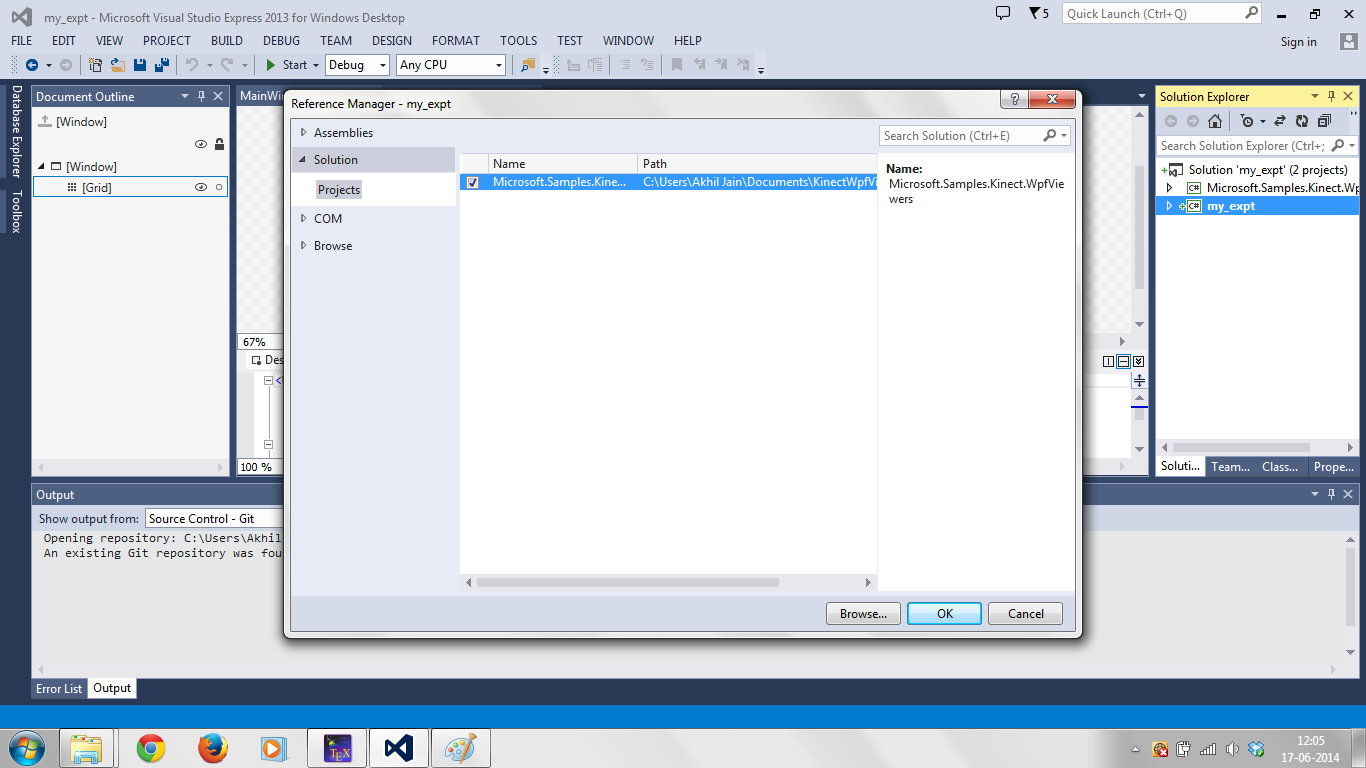 my_expt - Microsoft Visual Studio Express 2013 for Windows Desktop
5
Quick Launch (Ctrl+Q)
FILE EDIT VIEW PROJECT BUILD DEBUG TEAM DESIGN FORMAT TOOLS TEST WINDOW HELP
Sign in
Start Debug Any CPU
Database Explorer
Toolbox
Document Outline
[Window]
[Window]
[Grid]
MainWin
67%
Des
100 %
Reference Manager - my_expt
Assemblies
Solution
Projects
COM
Browse
Search Solution (Ctrl+E)
Name Path
Microsoft.Samples.Kine... C:\Users\Akhil Jain\Documents\KinectWpfVi
Name:
Microsoft.Samples.Kinect.WpfVie
wers
Browse... OK Cancel
Solution Explorer
Search Solution Explorer (Ctrl+;
Solution 'my_expt' (2 projects)
Microsoft.Samples.Kinect.Wp
my_expt
Soluti... Team... Class... Prope...
Output
Show output from: Source Control - Git
Opening repository: C:\Users\Akhil
An existing Git repository was fou
Error List Output
TEX
12:05
17-06-2014